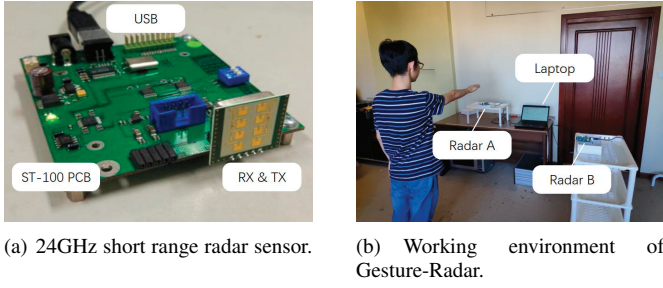 USB
ST-100 PCB
RX & TX
Laptop
Radar A
Radar B
(a) 24GHz short range radar sensor.
(b) Working environment of
Gesture-Radar.